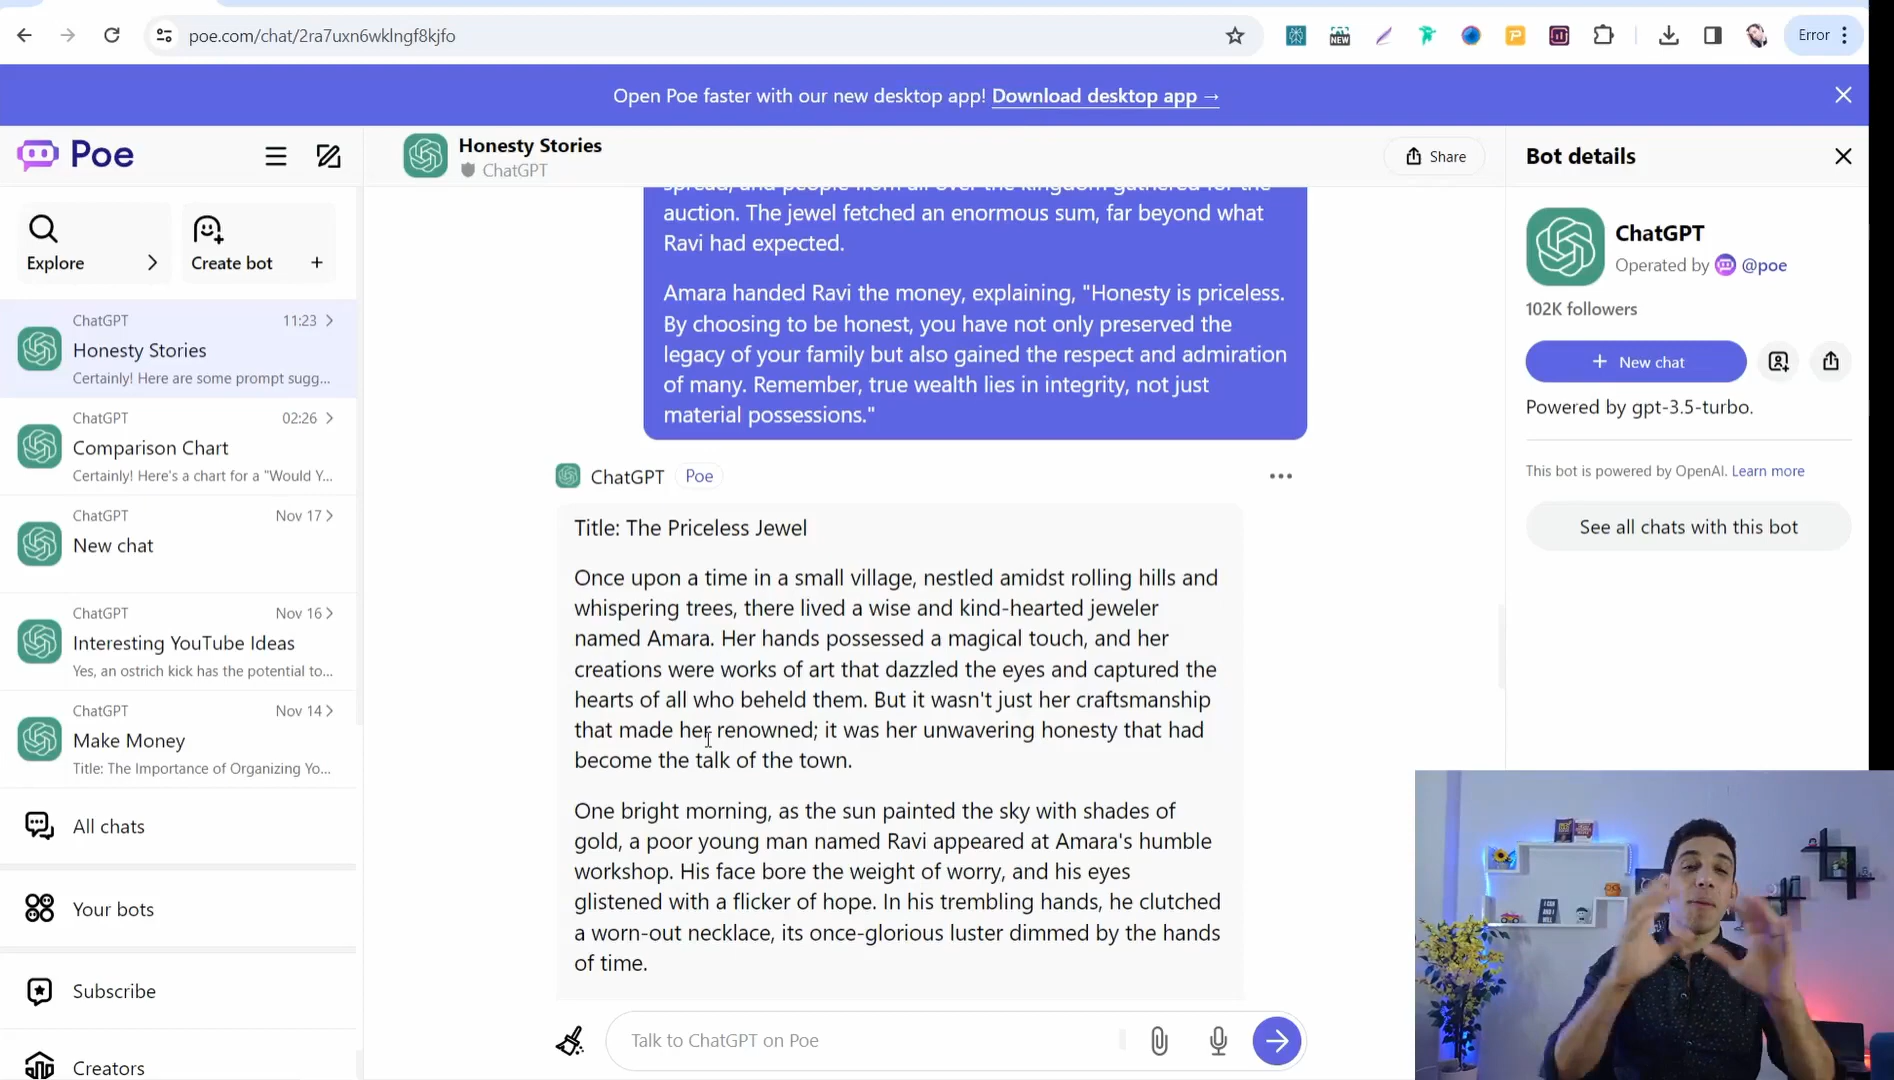 poe.com/chat/2ra7uxn6wklngf8kjfo
NEW
Error
Open Poe faster with our new desktop app! Download desktop app →
Poe
Explore
Create bot +
ChatGPT 11:23
Honesty Stories
Certainly! Here are some prompt sugg...
ChatGPT 02:26
Comparison Chart
Certainly! Here's a chart for a "Would Y...
ChatGPT Nov 17
New chat
ChatGPT Nov 16
Interesting YouTube Ideas
Yes, an ostrich kick has the potential to...
ChatGPT Nov 14
Make Money
Title: The Importance of Organizing Yo...
All chats
Your bots
Subscribe
Creators
Honesty Stories
ChatGPT
Share
spread, and people from all over the kingdom gathered for the
auction. The jewel fetched an enormous sum, far beyond what
Ravi had expected.
Amara handed Ravi the money, explaining, "Honesty is priceless.
By choosing to be honest, you have not only preserved the
legacy of your family but also gained the respect and admiration
of many. Remember, true wealth lies in integrity, not just
material possessions."
ChatGPT Poe
Title: The Priceless Jewel
Once upon a time in a small village, nestled amidst rolling hills and
whispering trees, there lived a wise and kind-hearted jeweler
named Amara. Her hands possessed a magical touch, and her
creations were works of art that dazzled the eyes and captured the
hearts of all who beheld them. But it wasn't just her craftsmanship
that made her renowned; it was her unwavering honesty that had
become the talk of the town.
One bright morning, as the sun painted the sky with shades of
gold, a poor young man named Ravi appeared at Amara's humble
workshop. His face bore the weight of worry, and his eyes
glistened with a flicker of hope. In his trembling hands, he clutched
a worn-out necklace, its once-glorious luster dimmed by the hands
of time.
Talk to ChatGPT on Poe
Bot details
ChatGPT
Operated by @poe
102K followers
+ New chat
Powered by gpt-3.5-turbo.
This bot is powered by OpenAI. Learn more
See all chats with this bot
I CAN
AND I
WILL